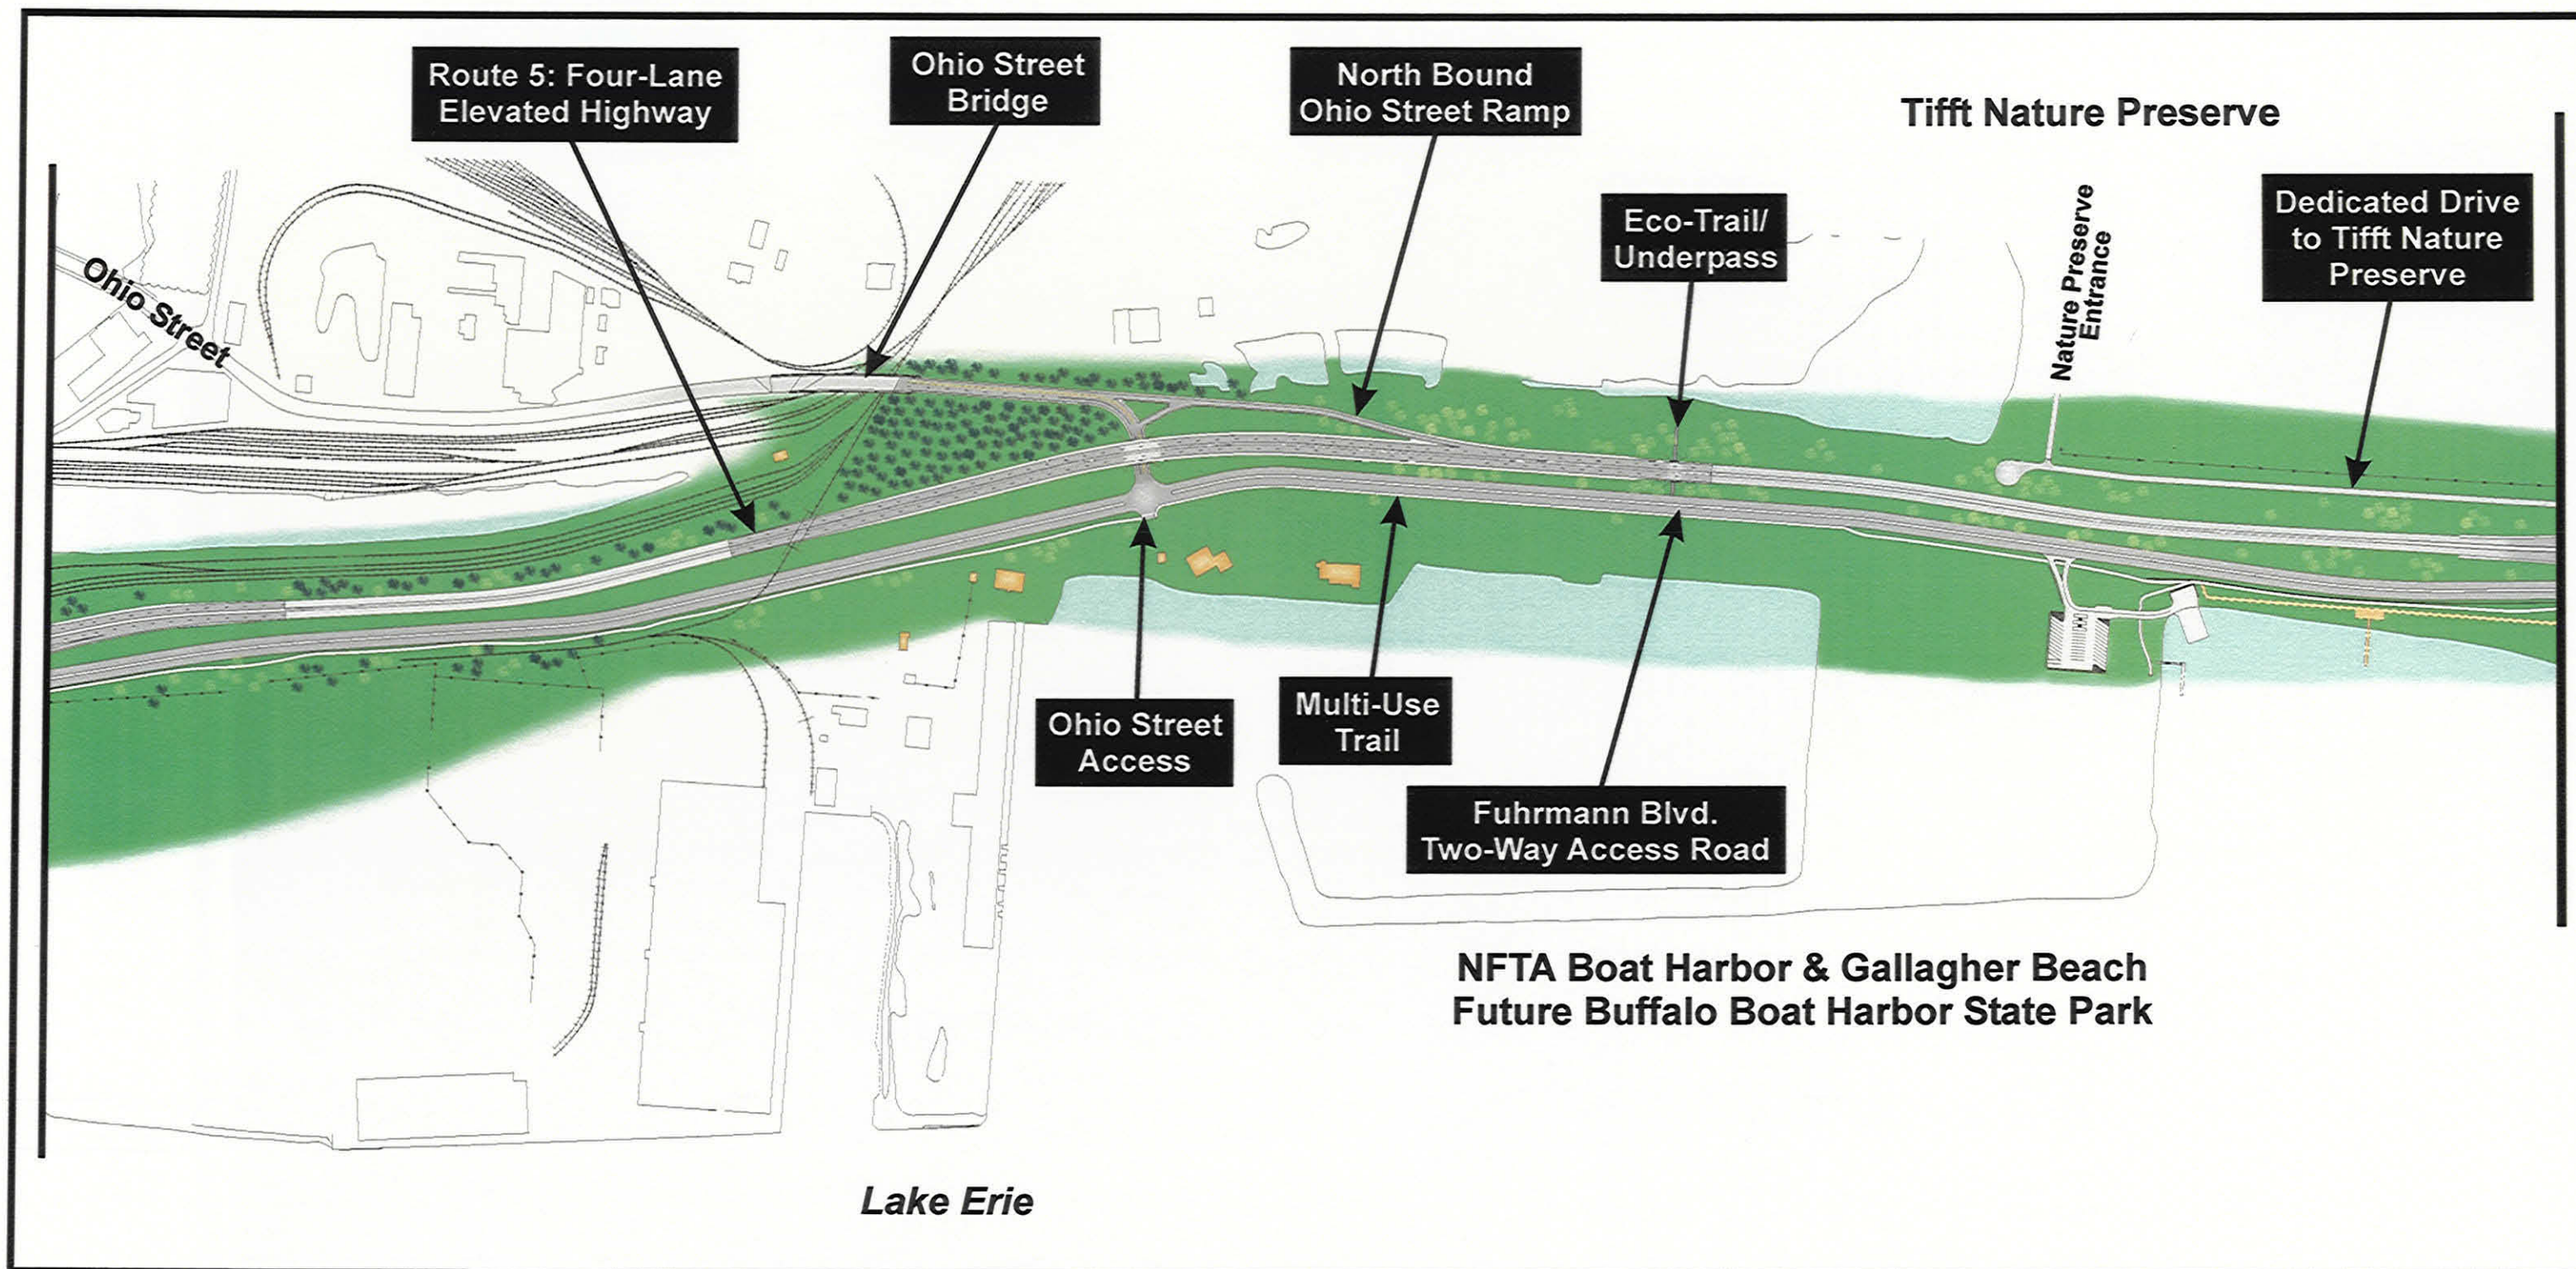 Route 5: Four-Lane
Elevated Highway
Ohio Street
Bridge
North Bound
Ohio Street Ramp
Tifft Nature Preserve
Eco-Trail/
Underpass
Nature Preserve
Entrance
Dedicated Drive
to Tifft Nature
Preserve
Ohio Street
Ohio Street
Access
Multi-Use
Trail
Fuhrmann Blvd.
Two-Way Access Road
NFTA Boat Harbor & Gallagher Beach
Future Buffalo Boat Harbor State Park
Lake Erie